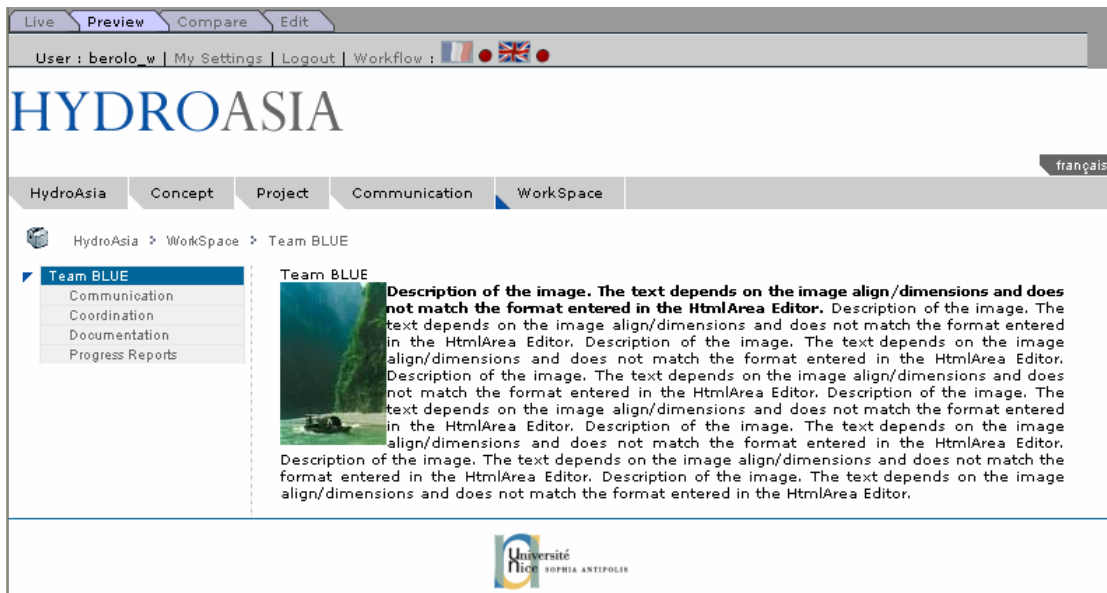 Live Preview Compare Edit
User : berolo_w | My Settings | Logout | Workflow :
HYDROASIA
français
HydroAsia Concept Project Communication WorkSpace
HydroAsia > WorkSpace > Team BLUE
Team BLUE
Communication
Coordination
Documentation
Progress Reports
Team BLUE
Description of the image. The text depends on the image align/dimensions and does
not match the format entered in the HtmlArea Editor. Description of the image. The
text depends on the image align/dimensions and does not match the format entered
in the HtmlArea Editor. Description of the image. The text depends on the image
align/dimensions and does not match the format entered in the HtmlArea Editor.
Description of the image. The text depends on the image align/dimensions and does
not match the format entered in the HtmlArea Editor. Description of the image. The
text depends on the image align/dimensions and does not match the format entered
in the HtmlArea Editor. Description of the image. The text depends on the image
align/dimensions and does not match the format entered in the HtmlArea Editor.
Description of the image. The text depends on the image align/dimensions and does not match the
format entered in the HtmlArea Editor. Description of the image. The text depends on the image
align/dimensions and does not match the format entered in the HtmlArea Editor.
Université
Nice SOPHIA ANTIPOLIS